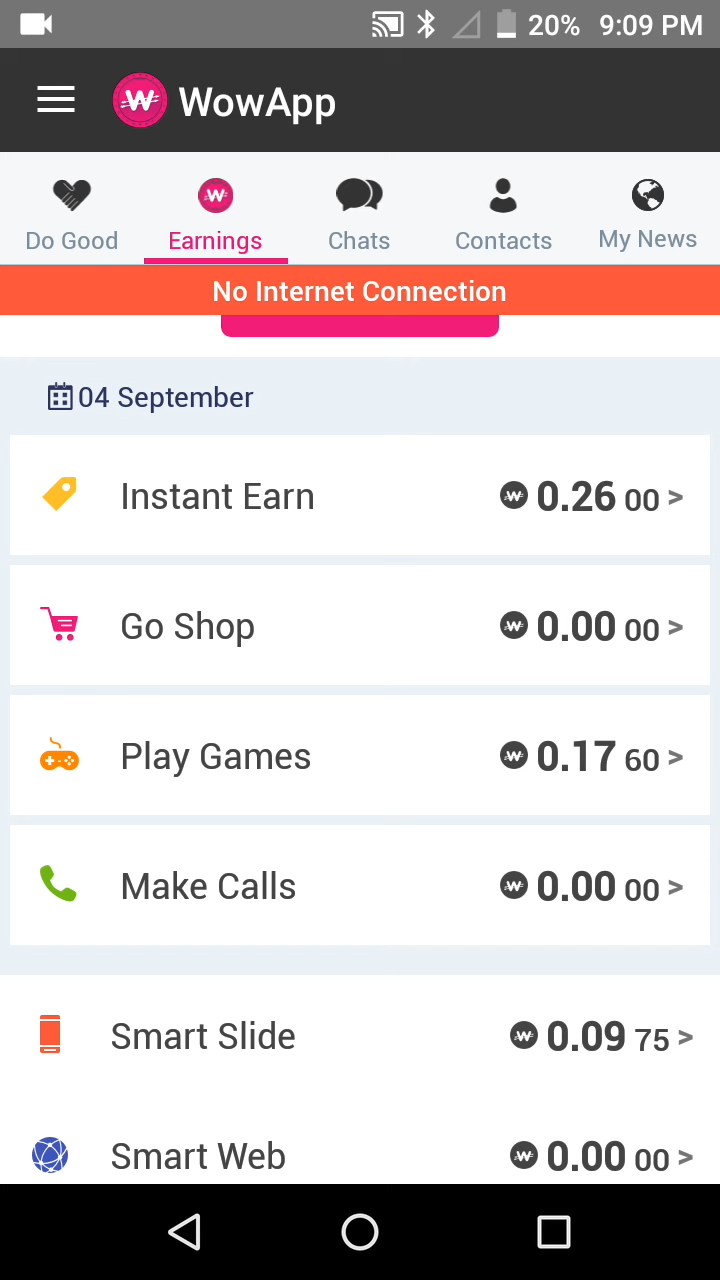 20% 9:09 PM
WowApp
Do Good Earnings Chats Contacts My News
No Internet Connection
04 September
Instant Earn 0.26 00 >
Go Shop 0.00 00 >
Play Games 0.17 60 >
Make Calls 0.00 00 >
Smart Slide 0.09 75 >
Smart Web 0.00 00 >